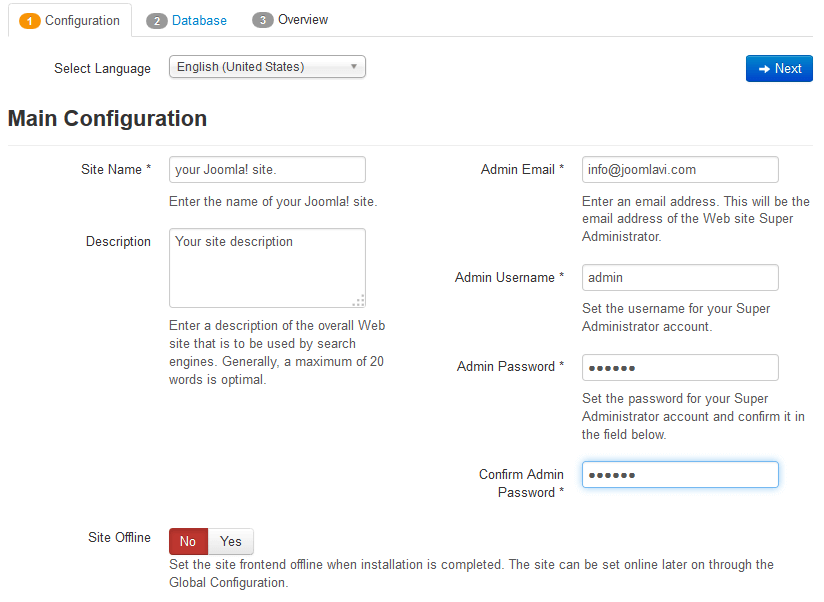 1 Configuration 2 Database 3 Overview
Select Language English (United States) Next
Main Configuration
Site Name * your Joomla! site.
Enter the name of your Joomla! site.
Description Your site description
Enter a description of the overall Web
site that is to be used by search
engines. Generally, a maximum of 20
words is optimal.
Admin Email * info@joomlavi.com
Enter an email address. This will be the
email address of the Web site Super
Administrator.
Admin Username * admin
Set the username for your Super
Administrator account.
Admin Password * ●●●●●●
Set the password for your Super
Administrator account and confirm it in
the field below.
Confirm Admin
Password * ●●●●●●
Site Offline No Yes
Set the site frontend offline when installation is completed. The site can be set online later on through the
Global Configuration.